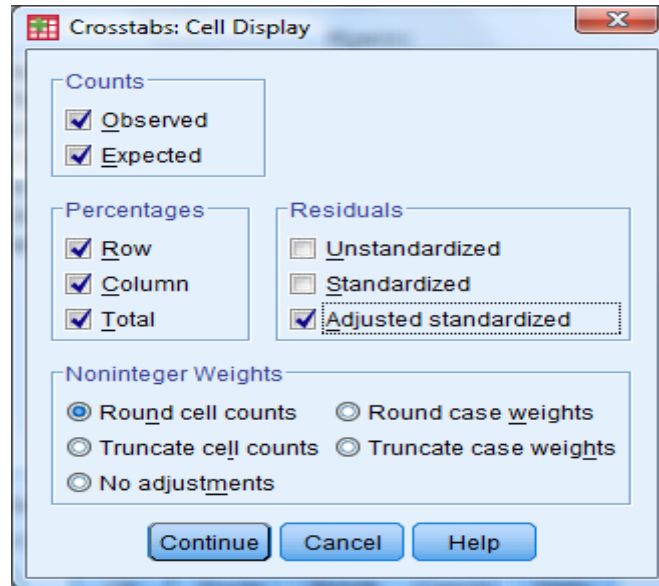 Crosstabs: Cell Display
Counts
Observed
Expected
Percentages
Row
Column
Total
Residuals
Unstandardized
Standardized
Adjusted standardized
Noninteger Weights
Round cell counts Round case weights
Truncate cell counts Truncate case weights
No adjustments
Continue Cancel Help